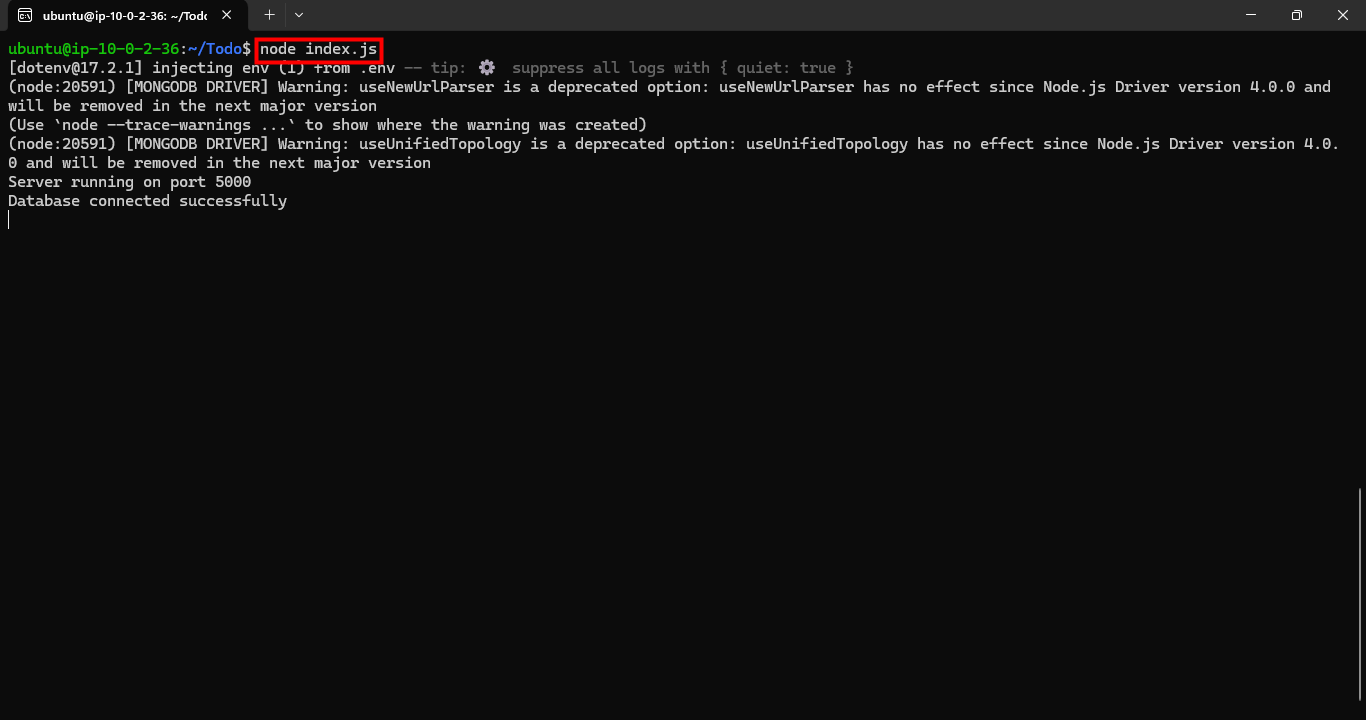 ubuntu@ip-10-0-2-36: ~/Todo
ubuntu@ip-10-0-2-36:~/Todo$ node index.js
[dotenv@17.2.1] injecting env (1) from .env -- tip: ⚙️  suppress all logs with { quiet: true }
(node:20591) [MONGODB DRIVER] Warning: useNewUrlParser is a deprecated option: useNewUrlParser has no effect since Node.js Driver version 4.0.0 and
will be removed in the next major version
(Use `node --trace-warnings ...` to show where the warning was created)
(node:20591) [MONGODB DRIVER] Warning: useUnifiedTopology is a deprecated option: useUnifiedTopology has no effect since Node.js Driver version 4.0.
0 and will be removed in the next major version
Server running on port 5000
Database connected successfully